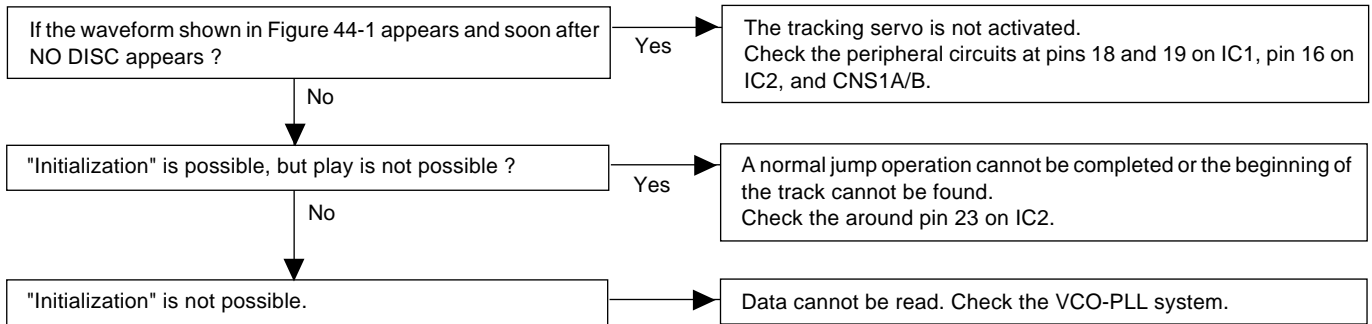 If the waveform shown in Figure 44-1 appears and soon after
NO DISC appears ?
Yes
The tracking servo is not activated.
Check the peripheral circuits at pins 18 and 19 on IC1, pin 16 on
IC2, and CNS1A/B.
No
"Initialization" is possible, but play is not possible ?
Yes
A normal jump operation cannot be completed or the beginning of
the track cannot be found.
Check the around pin 23 on IC2.
No
"Initialization" is not possible.
Data cannot be read. Check the VCO-PLL system.